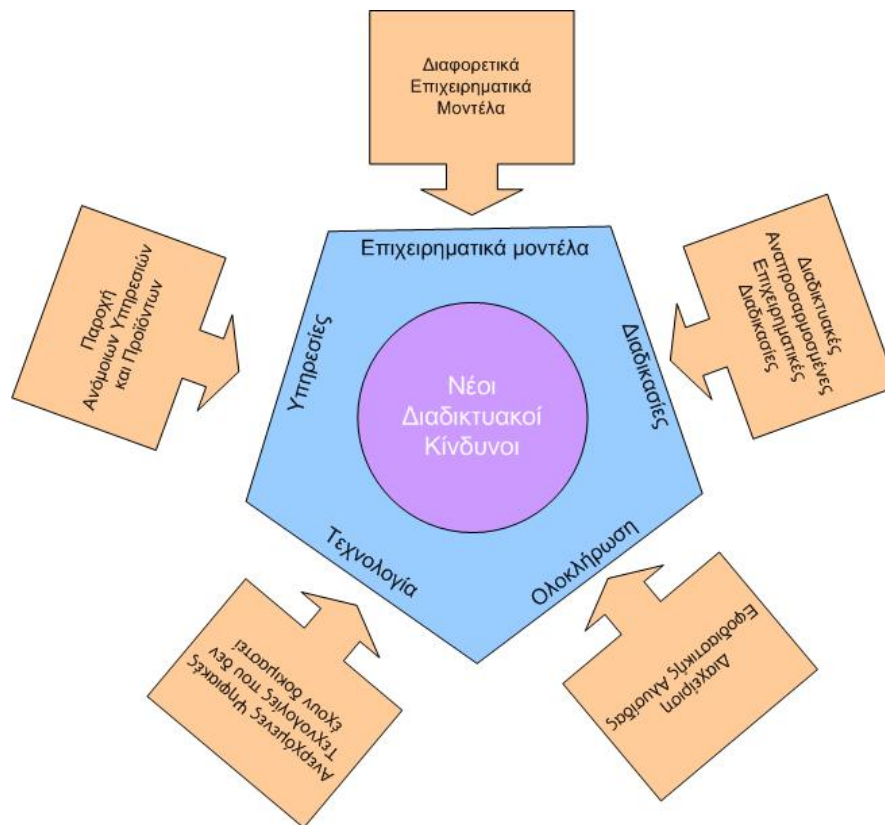 Διαφορετικά
Επιχειρηματικά
Μοντέλα
Επιχειρηματικά μοντέλα
Διαδικτυακές
Αναπροσαρμοσμένες
Επιχειρηματικές
Διαδικασίες
Διαδικασίες
Διαχείριση
Εφοδιαστικής Αλυσίδας
Ολοκλήρωση
Ανερχόμενες Ψηφιακές
Τεχνολογίες που δεν
έχουν δοκιμαστεί
Τεχνολογία
Παροχή
Ανόμοιων Υπηρεσιών
και Προϊόντων
Υπηρεσίες
Νέοι
Διαδικτυακοί
Κίνδυνοι